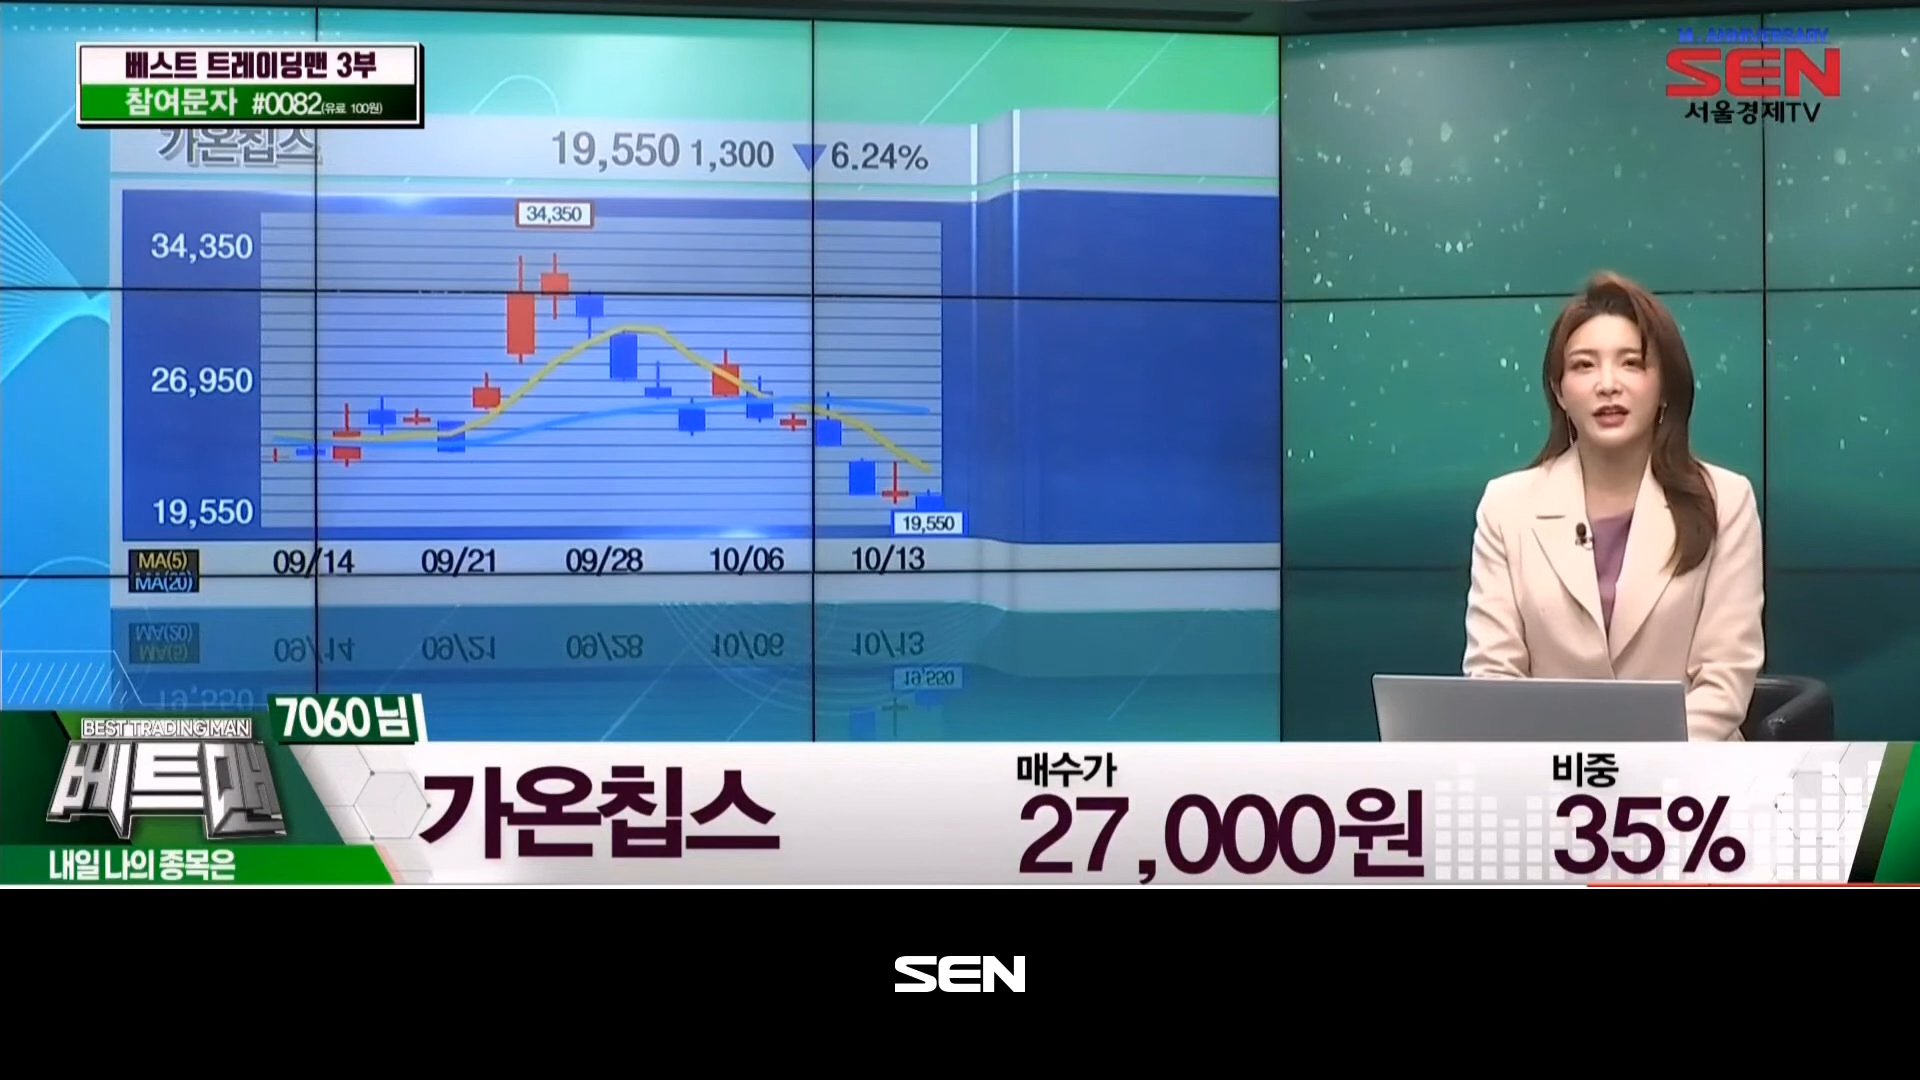 베스트 트레이딩맨 3부
참여문자 #0082(유료 100원)
SEN
서울경제TV
가온칩스
19,550 1,300 ▼6.24%
34,350
34,350
26,950
19,550
19,550
MA(5)
MA(20)
09/14 09/21 09/28 10/06 10/13
7060님
BEST TRADING MAN
베트맨
내일 나의 종목은
가온칩스
매수가
27,000원
비중
35%
SEN